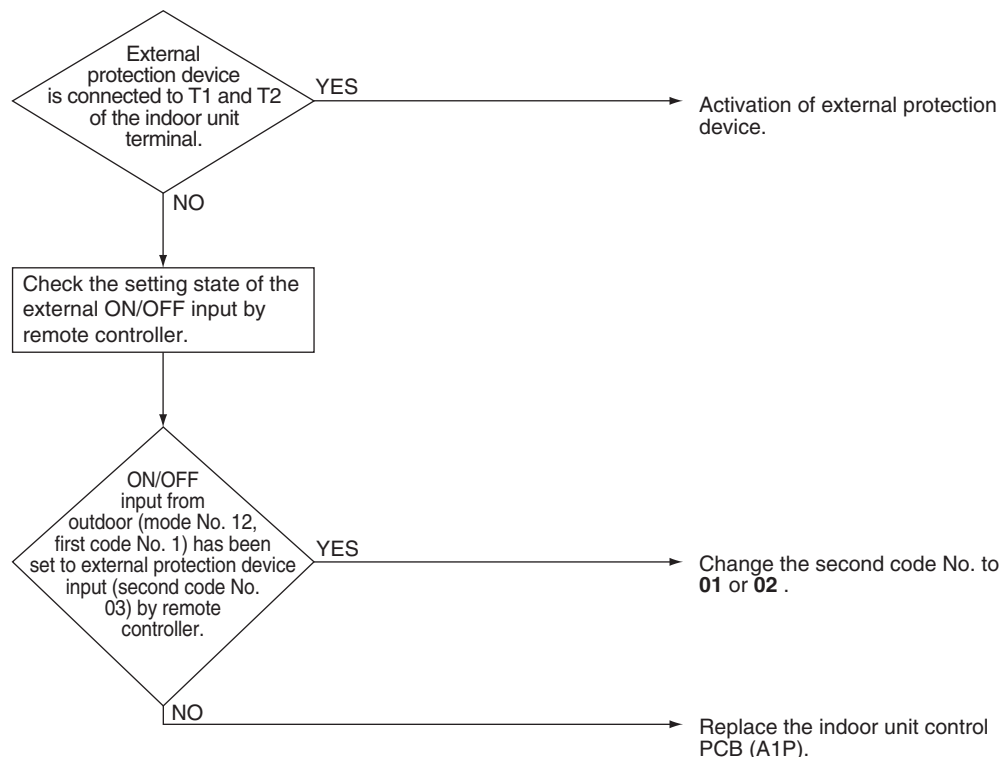 External
protection device
is connected to T1 and T2
of the indoor unit
terminal.
YES
Activation of external protection
device.
NO
Check the setting state of the
external ON/OFF input by
remote controller.
ON/OFF
input from
outdoor (mode No. 12,
first code No. 1) has been
set to external protection device
input (second code No.
03) by remote
controller.
YES
Change the second code No. to
01 or 02 .
NO
Replace the indoor unit control
PCB (A1P).